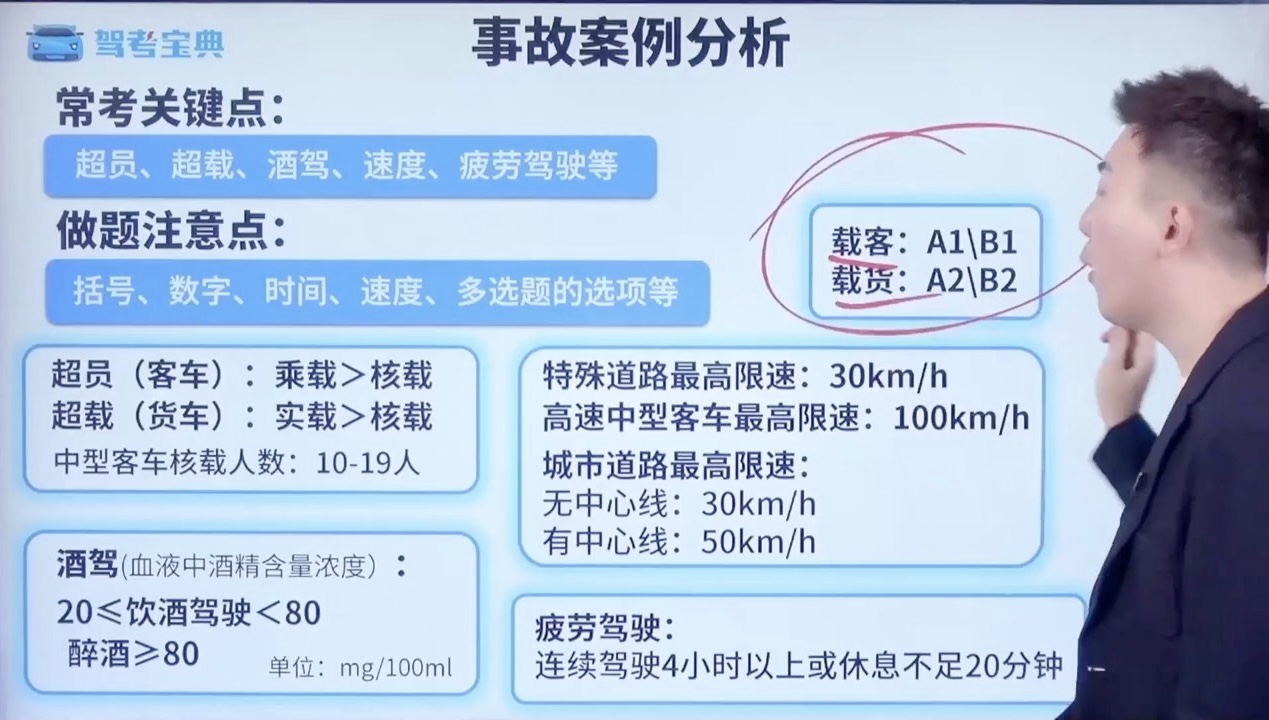 驾考宝典
事故案例分析
常考关键点：
超员、超载、酒驾、速度、疲劳驾驶等
做题注意点：
括号、数字、时间、速度、多选题的选项等
载客：A1\B1
载货：A2\B2
超员（客车）：乘载＞核载
超载（货车）：实载＞核载
中型客车核载人数：10-19人
特殊道路最高限速：30km/h
高速中型客车最高限速：100km/h
城市道路最高限速：
无中心线：30km/h
有中心线：50km/h
酒驾(血液中酒精含量浓度）：
20≤饮酒驾驶＜80
醉酒≥80
单位：mg/100ml
疲劳驾驶：
连续驾驶4小时以上或休息不足20分钟